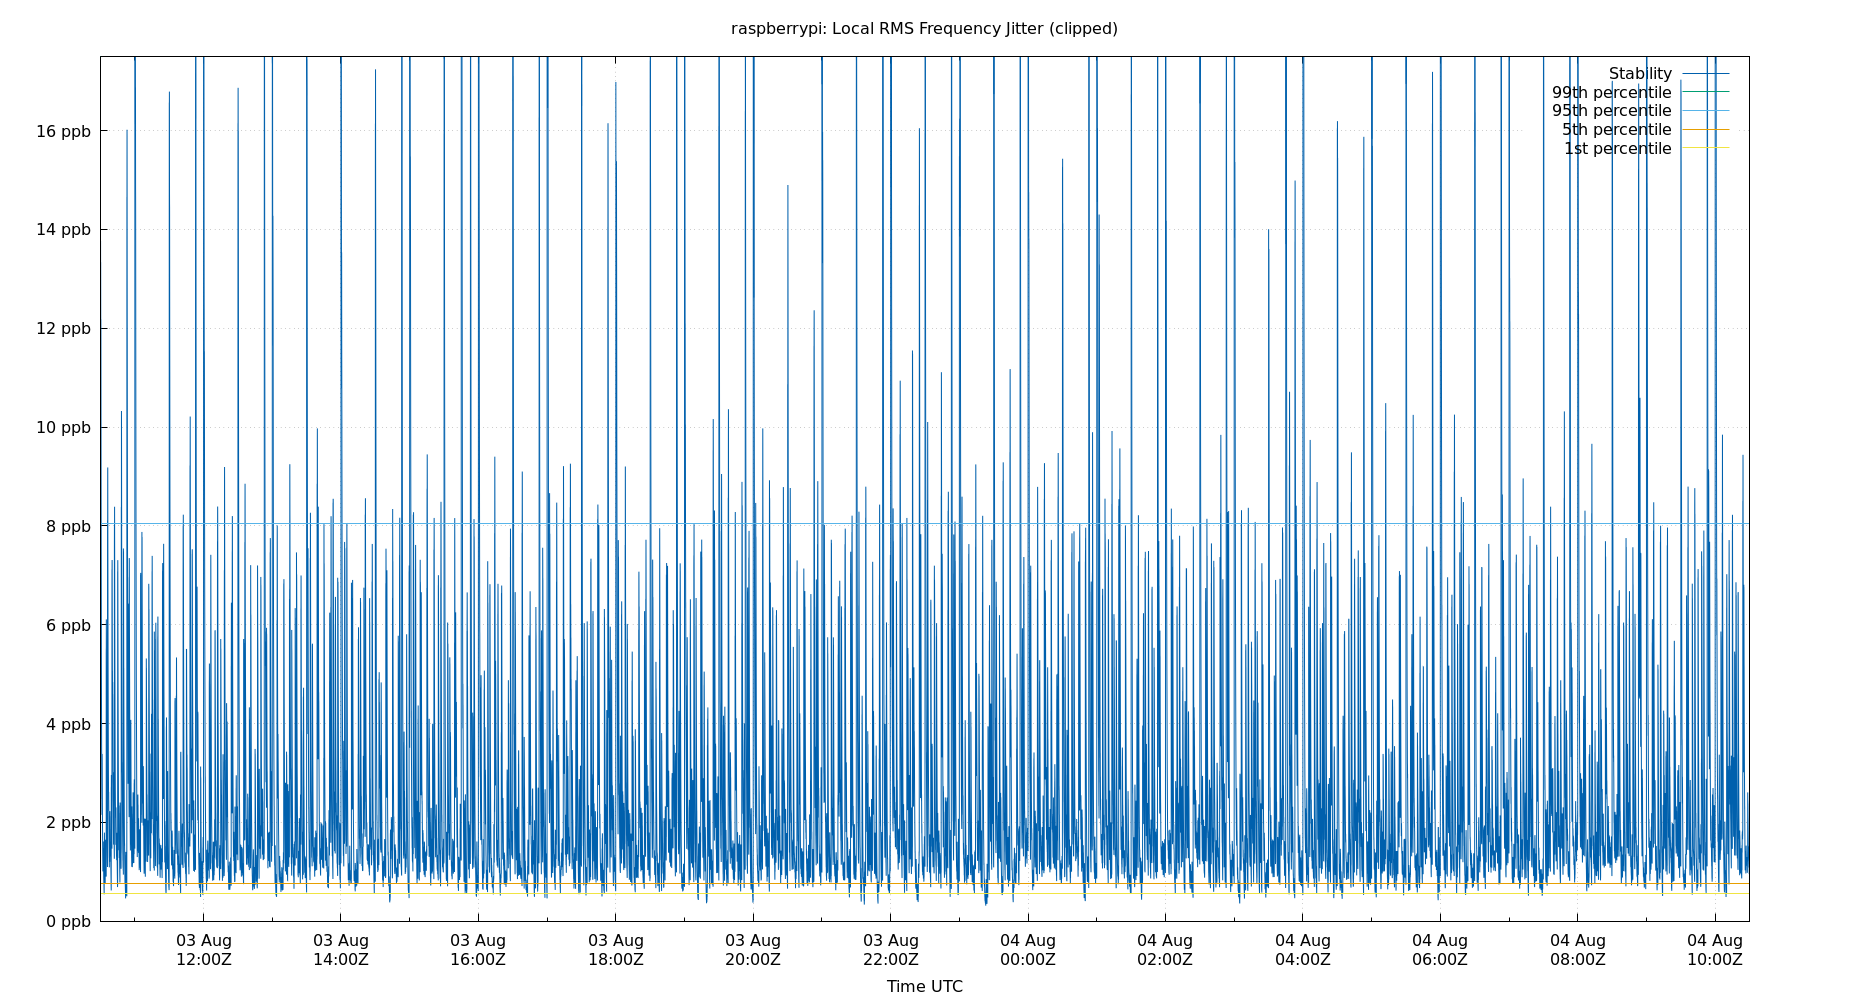 raspberrypi: Local RMS Frequency Jitter (clipped)
Stability
99th percentile
95th percentile
5th percentile
1st percentile
16 ppb
14 ppb
12 ppb
10 ppb
8 ppb
6 ppb
4 ppb
2 ppb
0 ppb
03 Aug 03 Aug 03 Aug 03 Aug 03 Aug 03 Aug 04 Aug 04 Aug 04 Aug 04 Aug 04 Aug 04 Aug
12:00Z 14:00Z 16:00Z 18:00Z 20:00Z 22:00Z 00:00Z 02:00Z 04:00Z 06:00Z 08:00Z 10:00Z
Time UTC